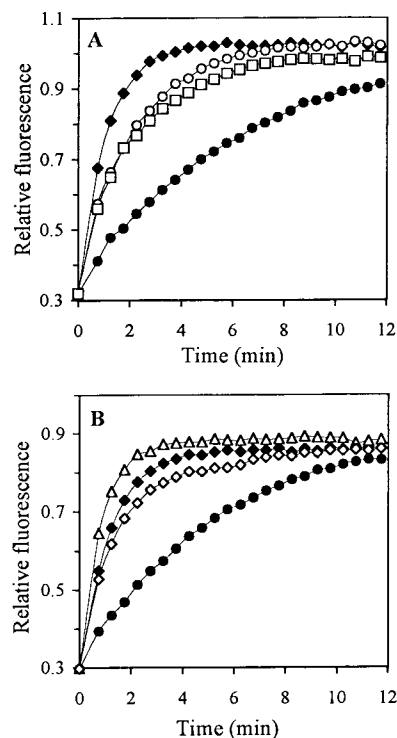 A
1.1
0.9
0.7
0.5
0.3
Relative fluorescence
0 2 4 6 8 10 12
Time (min)
B
0.9
0.7
0.5
0.3
Relative fluorescence
0 2 4 6 8 10 12
Time (min)